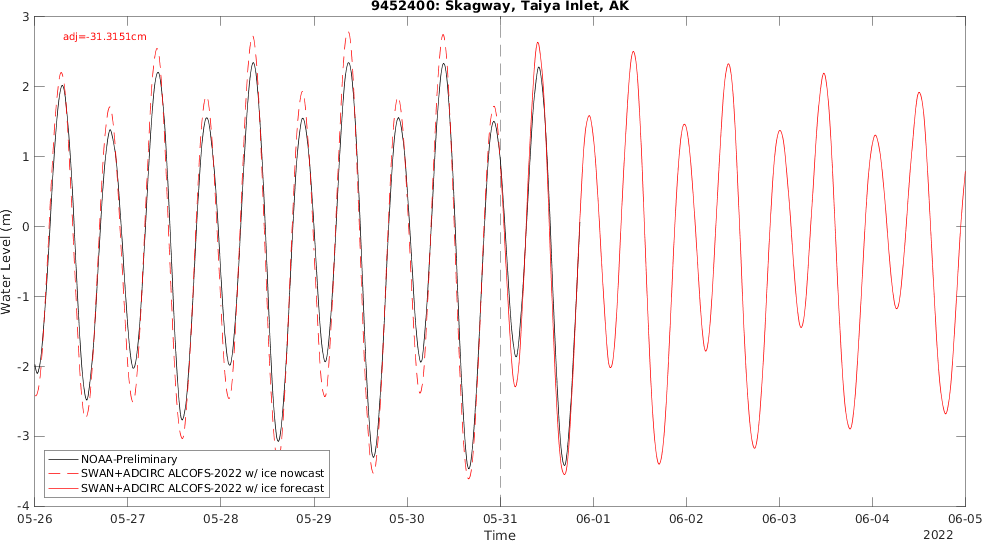 9452400: Skagway, Taiya Inlet, AK
adj=-31.3151cm
3
2
1
0
-1
-2
-3
-4
Water Level (m)
NOAA-Preliminary
SWAN+ADCIRC ALCOFS-2022 w/ ice nowcast
SWAN+ADCIRC ALCOFS-2022 w/ ice forecast
05-26 05-27 05-28 05-29 05-30 05-31 06-01 06-02 06-03 06-04 06-05
Time
2022